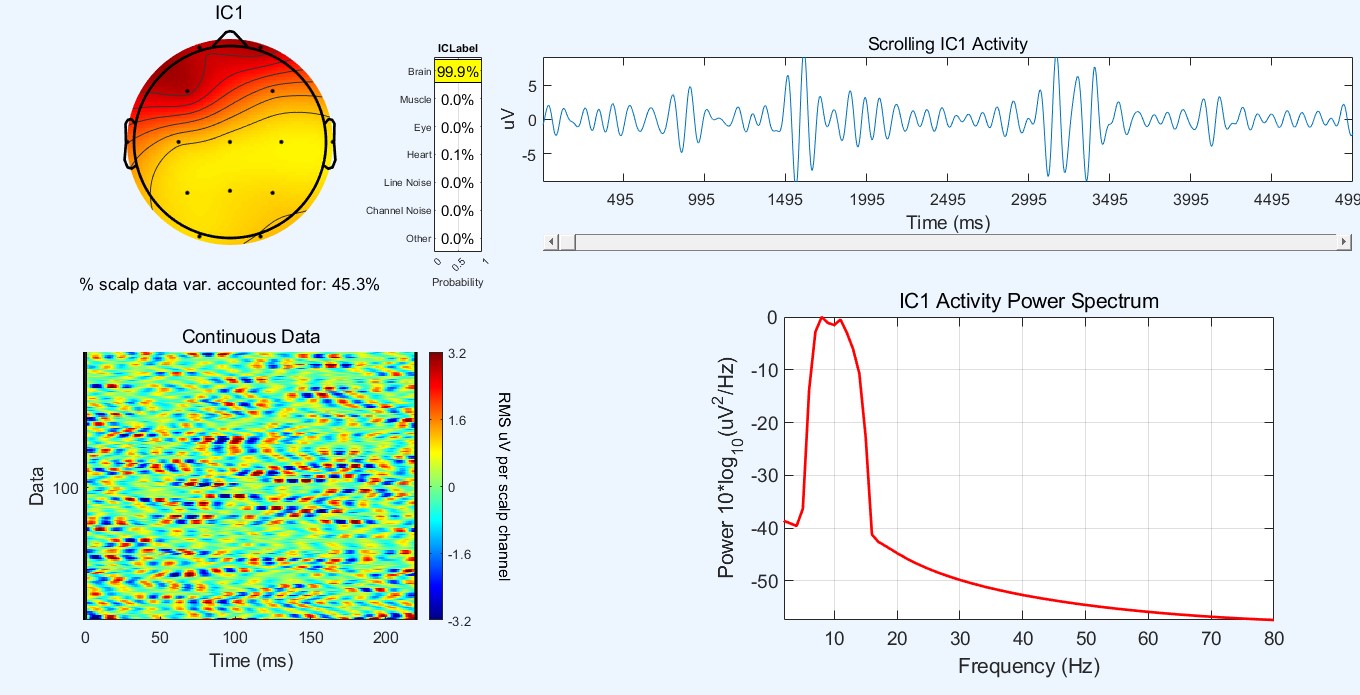 IC1
ICLabel
Brain 99.9%
Muscle 0.0%
Eye 0.0%
Heart 0.1%
Line Noise 0.0%
Channel Noise 0.0%
Other 0.0%
0 0.5 1
Probability
% scalp data var. accounted for: 45.3%
Scrolling IC1 Activity
uV
5
0
-5
495 995 1495 1995 2495 2995 3495 3995 4495 499
Time (ms)
Continuous Data
Data
100
0 50 100 150 200
Time (ms)
3.2
1.6
0
-1.6
-3.2
RMS uV per scalp channel
IC1 Activity Power Spectrum
Power 10*log10(uV2/Hz)
0
-10
-20
-30
-40
-50
10 20 30 40 50 60 70 80
Frequency (Hz)